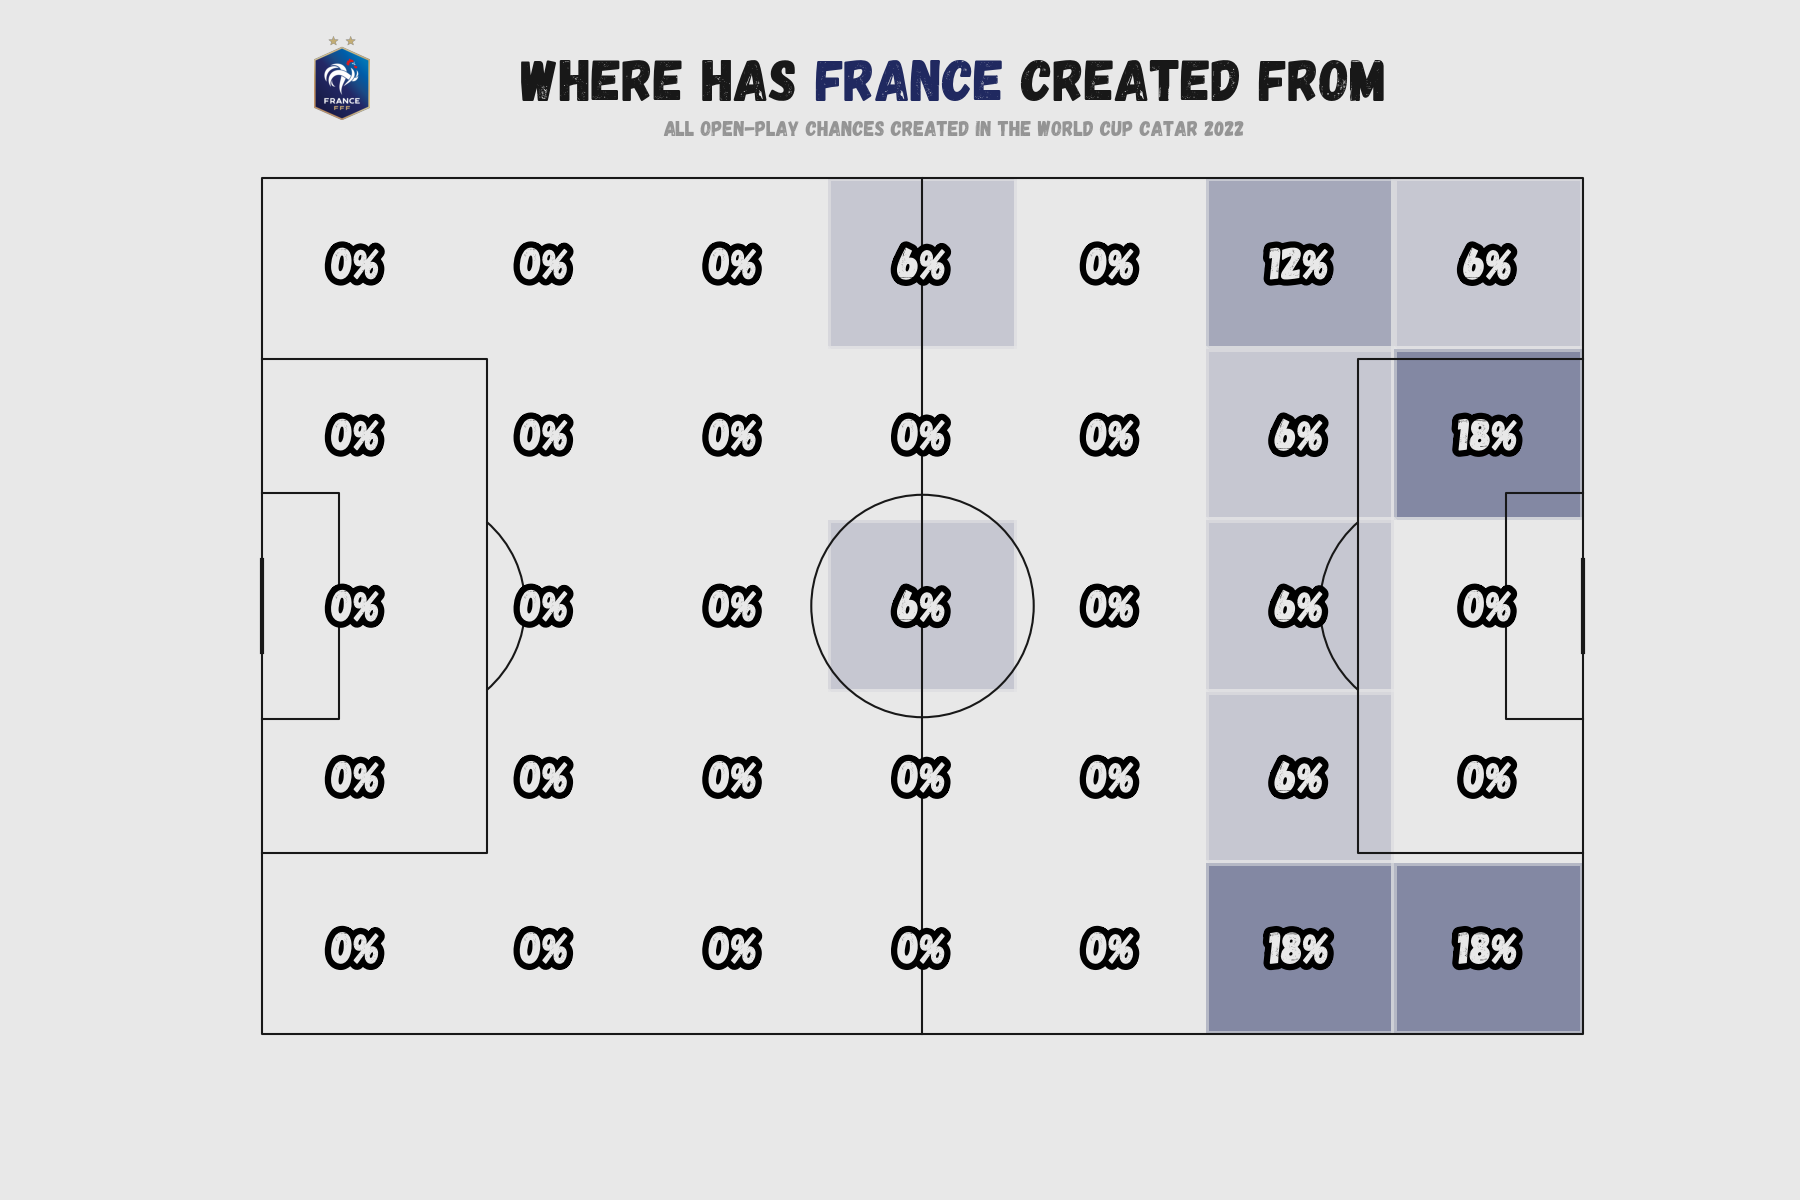 WHERE HAS FRANCE CREATED FROM
ALL OPEN-PLAY CHANCES CREATED IN THE WORLD CUP CATAR 2022
FRANCE
FFF
0% 0% 0% 6% 0% 12% 6%
0% 0% 0% 0% 0% 6% 18%
0% 0% 0% 6% 0% 6% 0%
0% 0% 0% 0% 0% 6% 0%
0% 0% 0% 0% 0% 18% 18%